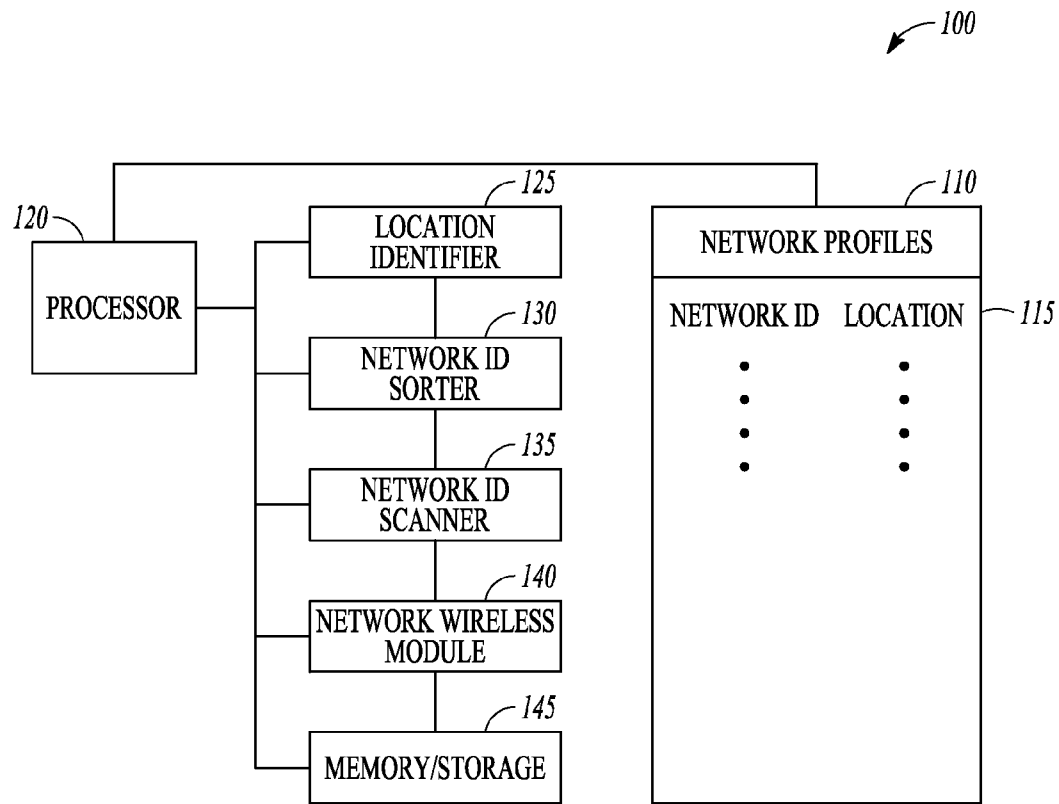 100
125
110
120
LOCATION
IDENTIFIER
NETWORK PROFILES
PROCESSOR
130
NETWORK ID LOCATION
115
NETWORK ID
SORTER
135
NETWORK ID
SCANNER
140
NETWORK WIRELESS
MODULE
145
MEMORY/STORAGE